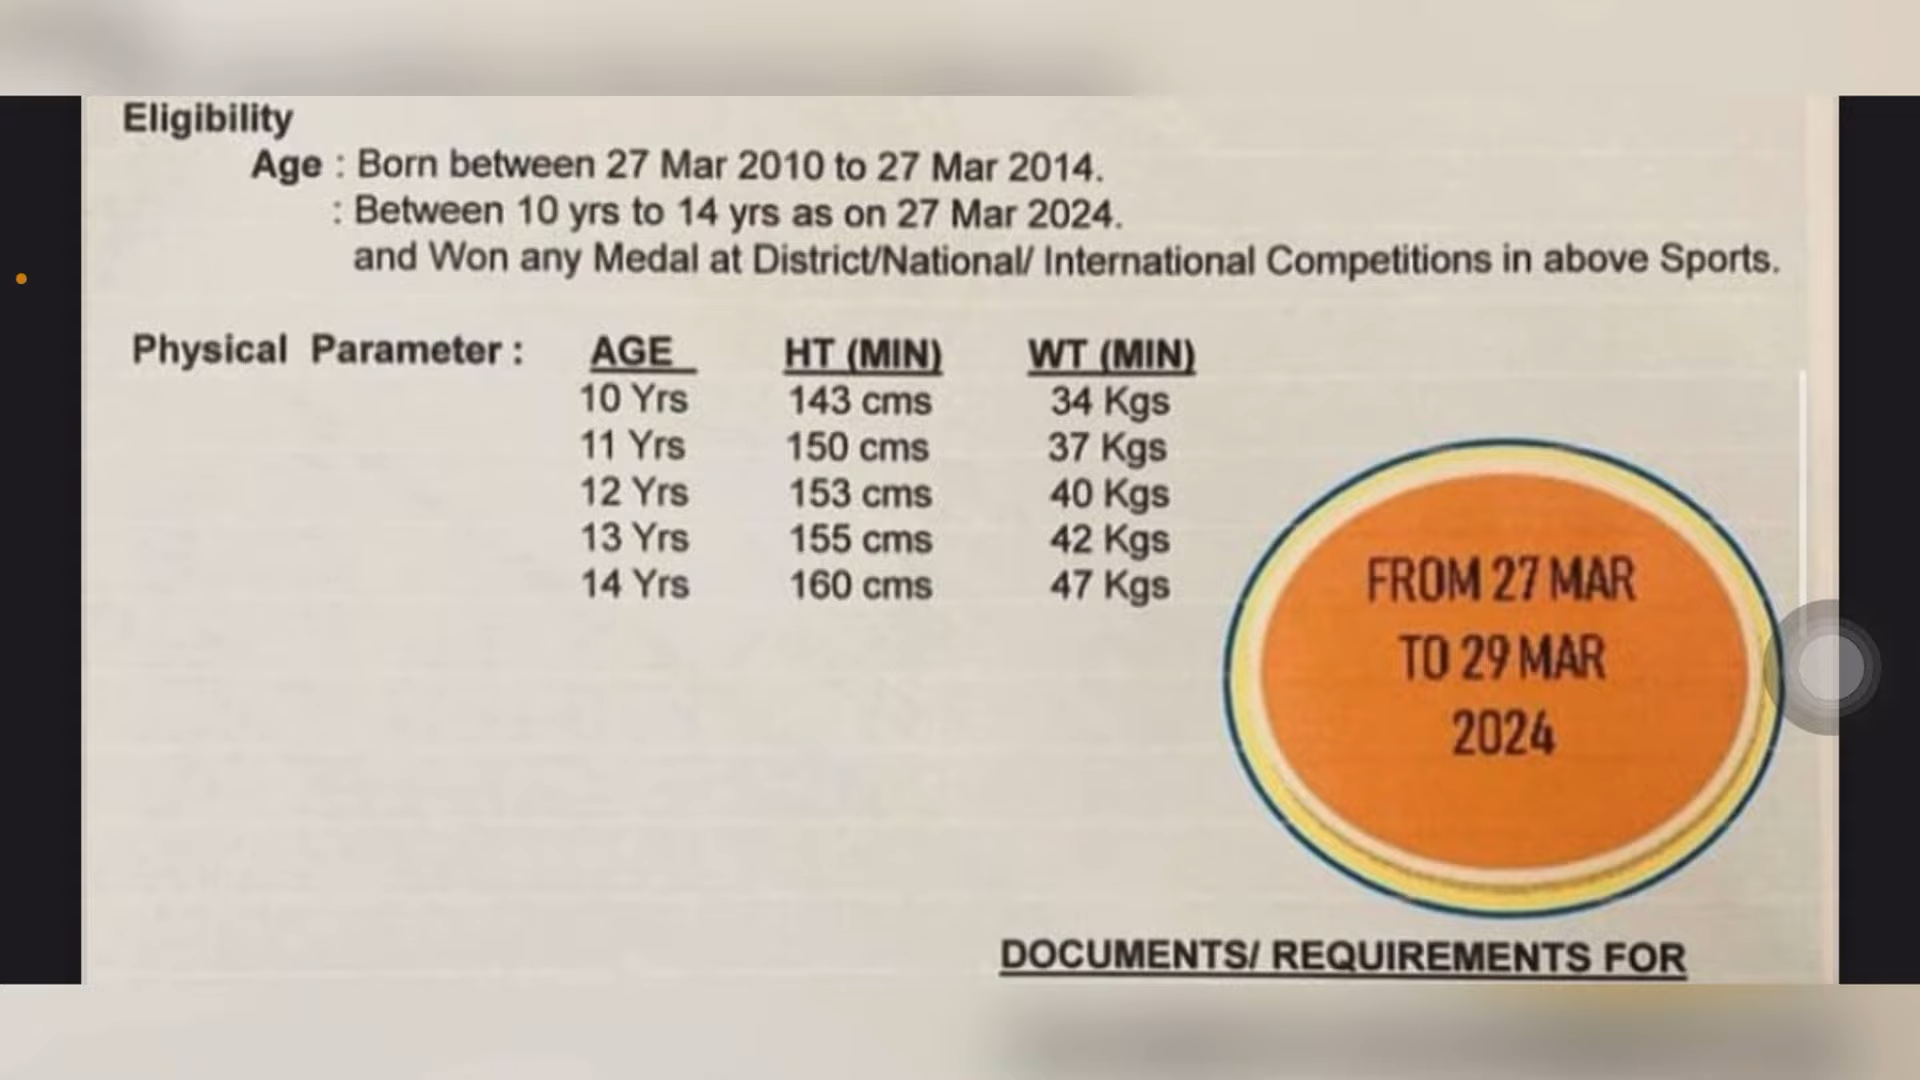 Eligibility
Age : Born between 27 Mar 2010 to 27 Mar 2014.
: Between 10 yrs to 14 yrs as on 27 Mar 2024.
and Won any Medal at District/National/ International Competitions in above Sports.
Physical Parameter : AGE HT (MIN) WT (MIN)
10 Yrs 143 cms 34 Kgs
11 Yrs 150 cms 37 Kgs
12 Yrs 153 cms 40 Kgs
13 Yrs 155 cms 42 Kgs
14 Yrs 160 cms 47 Kgs
FROM 27 MAR
TO 29 MAR
2024
DOCUMENTS/ REQUIREMENTS FOR